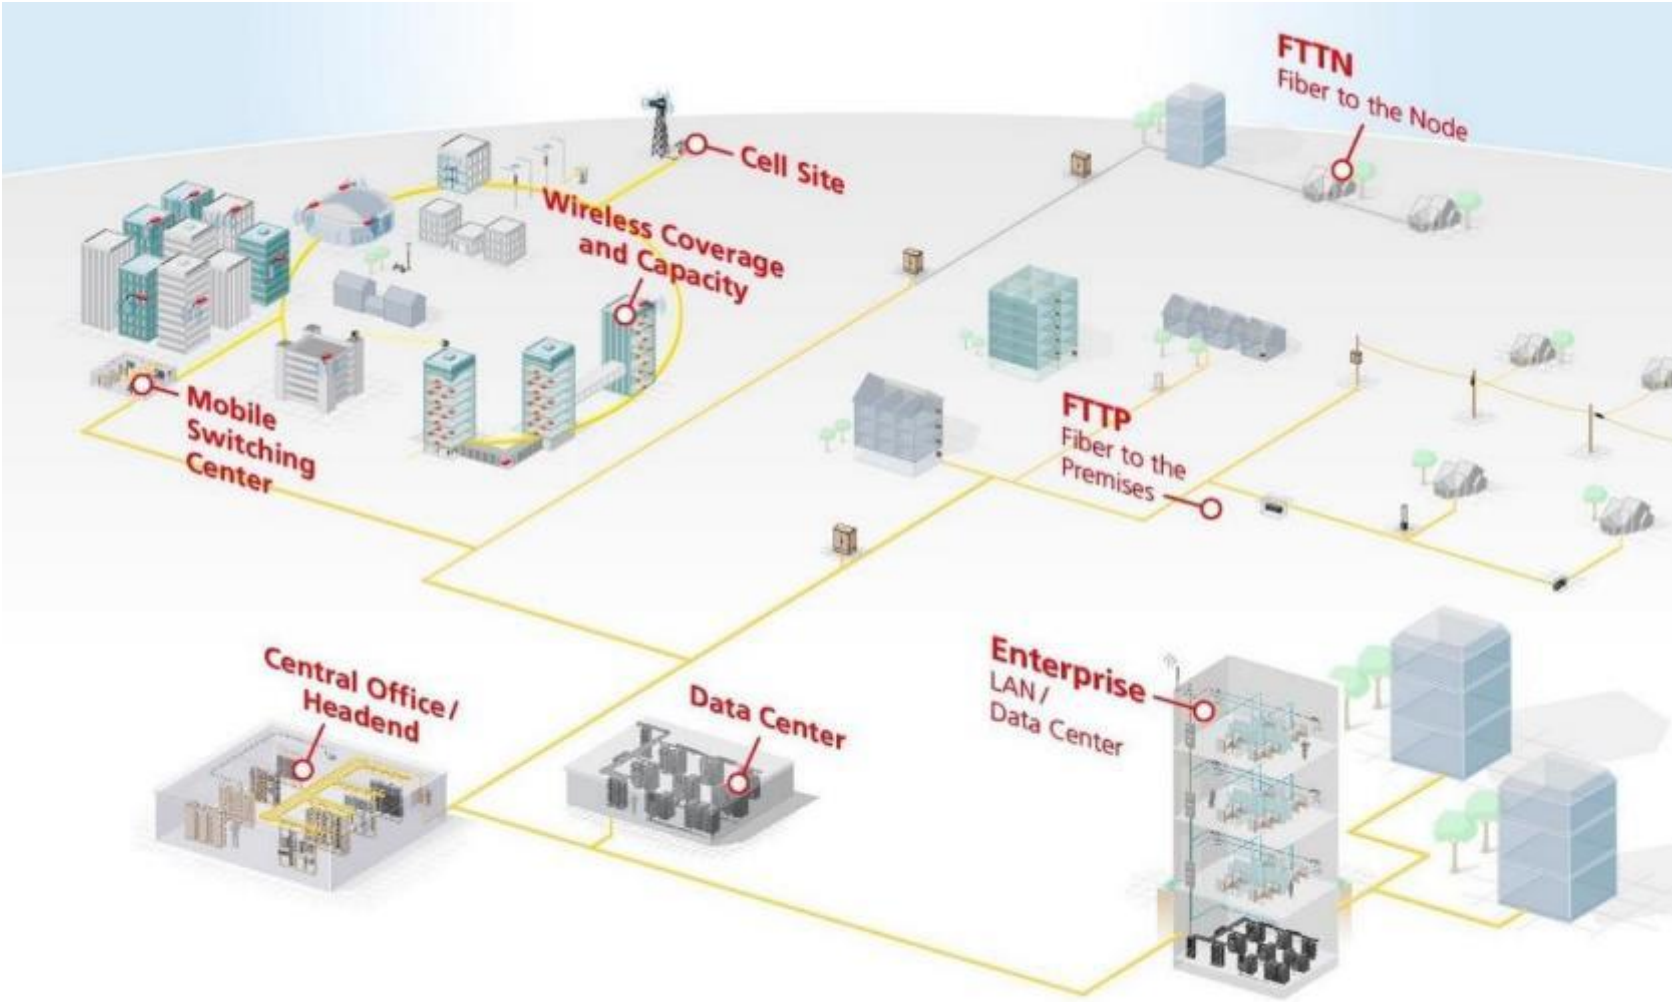 FTTN
Fiber to the Node
Cell Site
Wireless Coverage
and Capacity
Mobile
Switching
Center
FTTP
Fiber to the
Premises
Central Office/
Headend
Data Center
Enterprise
LAN/
Data Center